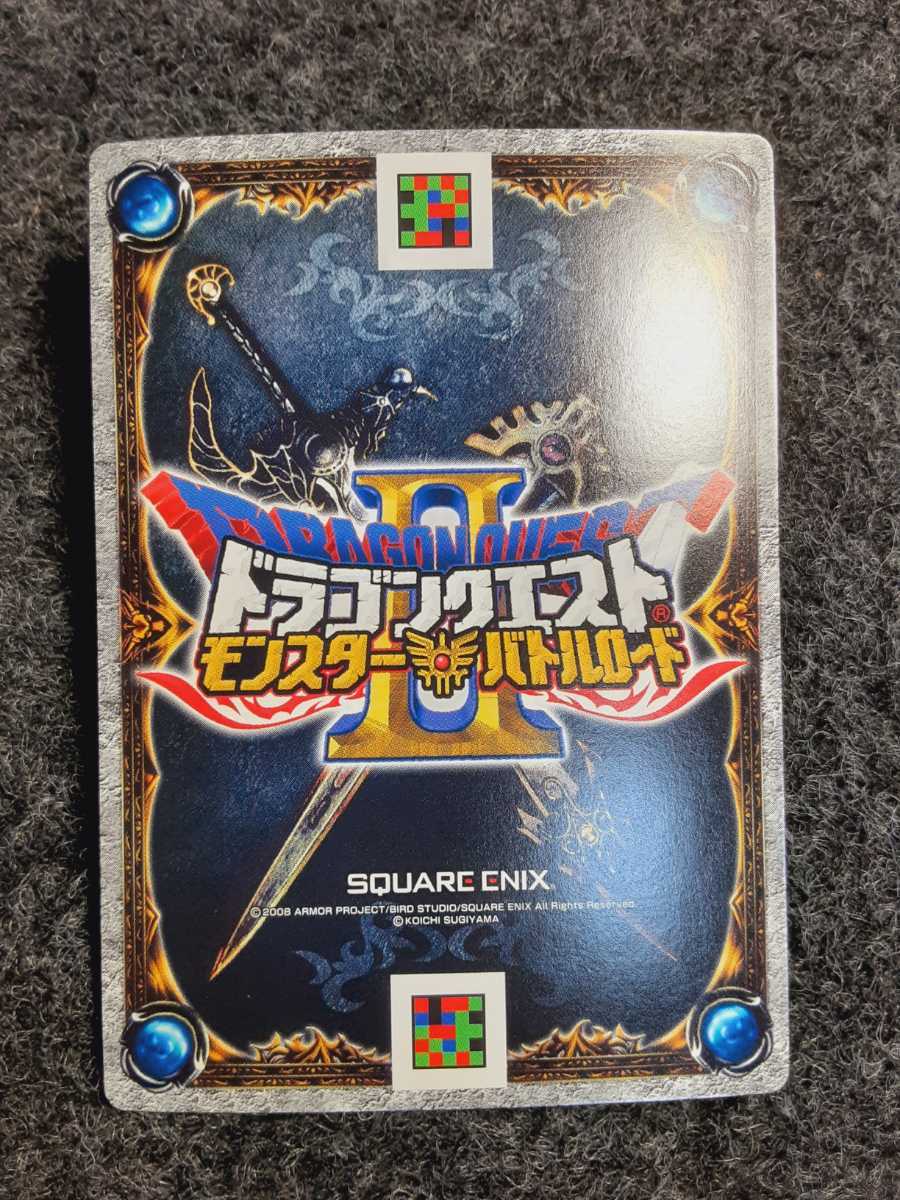 DRAGON QUEST
II
ドラゴンクエスト®
モンスターバトルロード
SQUARE ENIX
©2008 ARMOR PROJECT/BIRD STUDIO/SQUARE ENIX All Rights Reserved.
©KOICHI SUGIYAMA